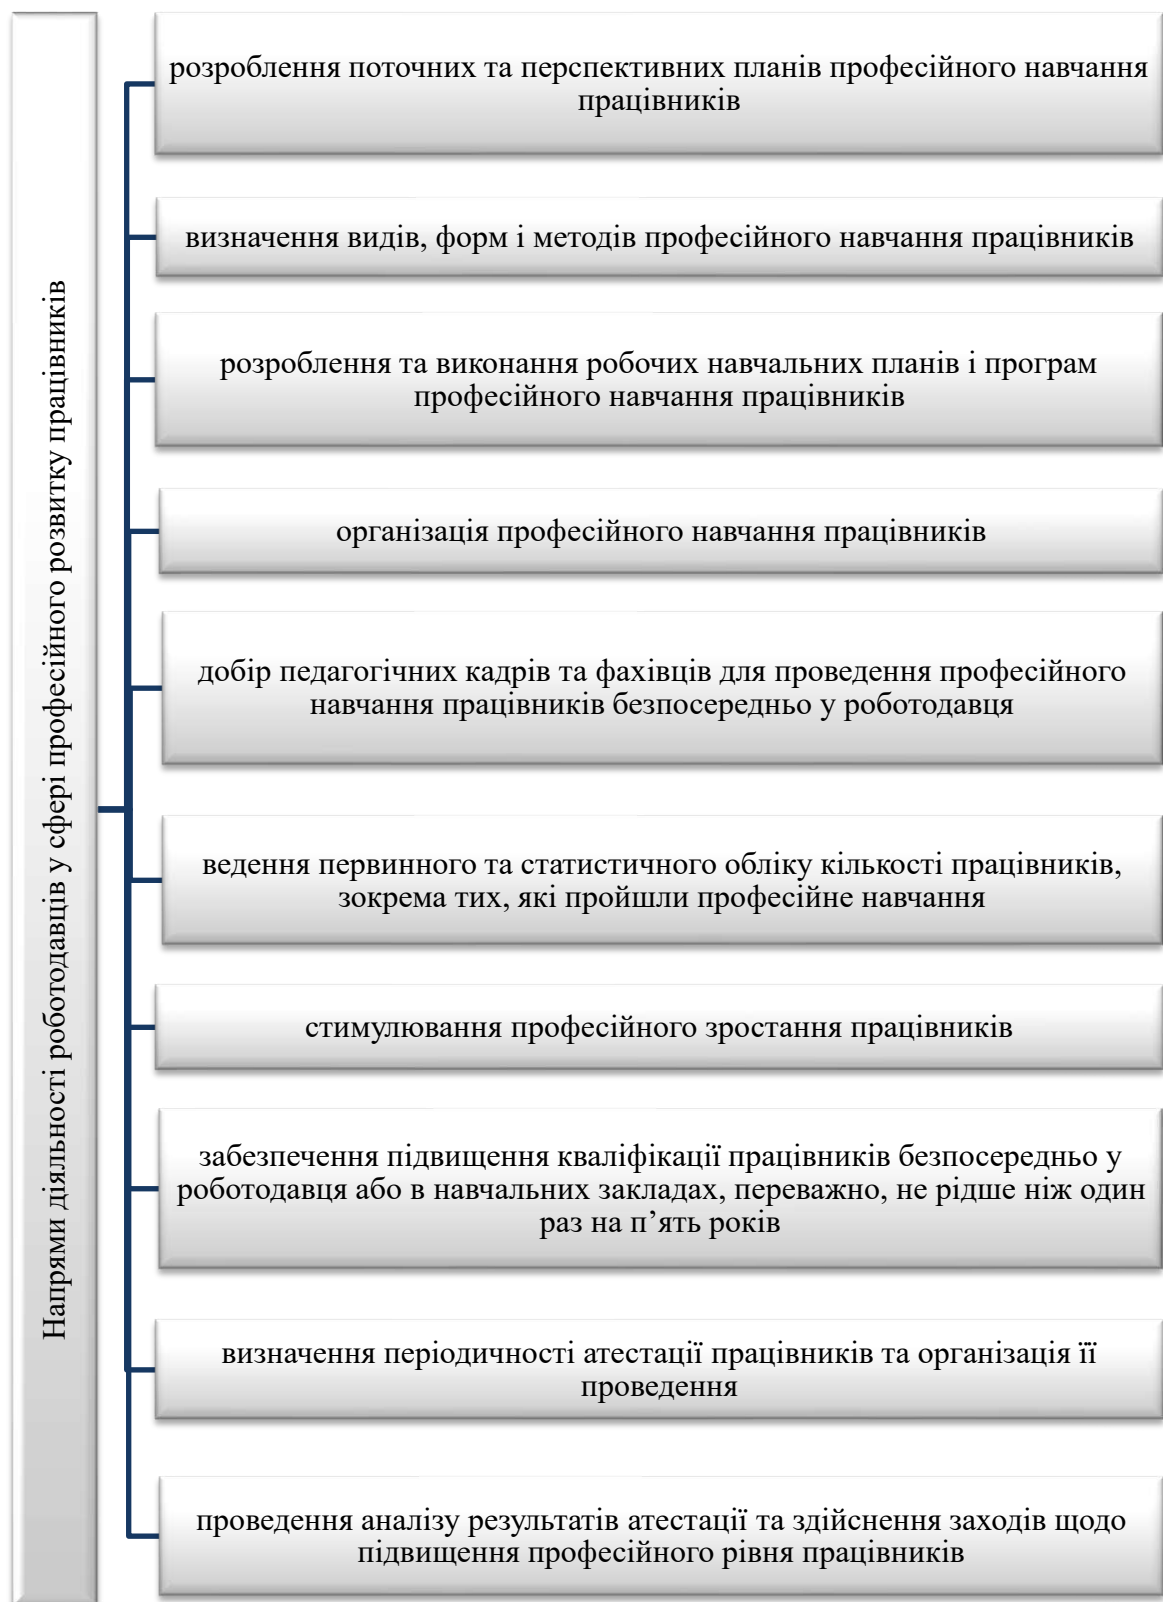 Напрями діяльності роботодавців у сфері професійного розвитку працівників
розроблення поточних та перспективних планів професійного навчання
працівників
визначення видів, форм і методів професійного навчання працівників
розроблення та виконання робочих навчальних планів і програм
професійного навчання працівників
організація професійного навчання працівників
добір педагогічних кадрів та фахівців для проведення професійного
навчання працівників безпосередньо у роботодавця
ведення первинного та статистичного обліку кількості працівників,
зокрема тих, які пройшли професійне навчання
стимулювання професійного зростання працівників
забезпечення підвищення кваліфікації працівників безпосередньо у
роботодавця або в навчальних закладах, переважно, не рідше ніж один
раз на п’ять років
визначення періодичності атестації працівників та організація її
проведення
проведення аналізу результатів атестації та здійснення заходів щодо
підвищення професійного рівня працівників